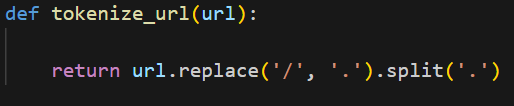 def tokenize_url(url):
    return url.replace('/', '.').split('.')